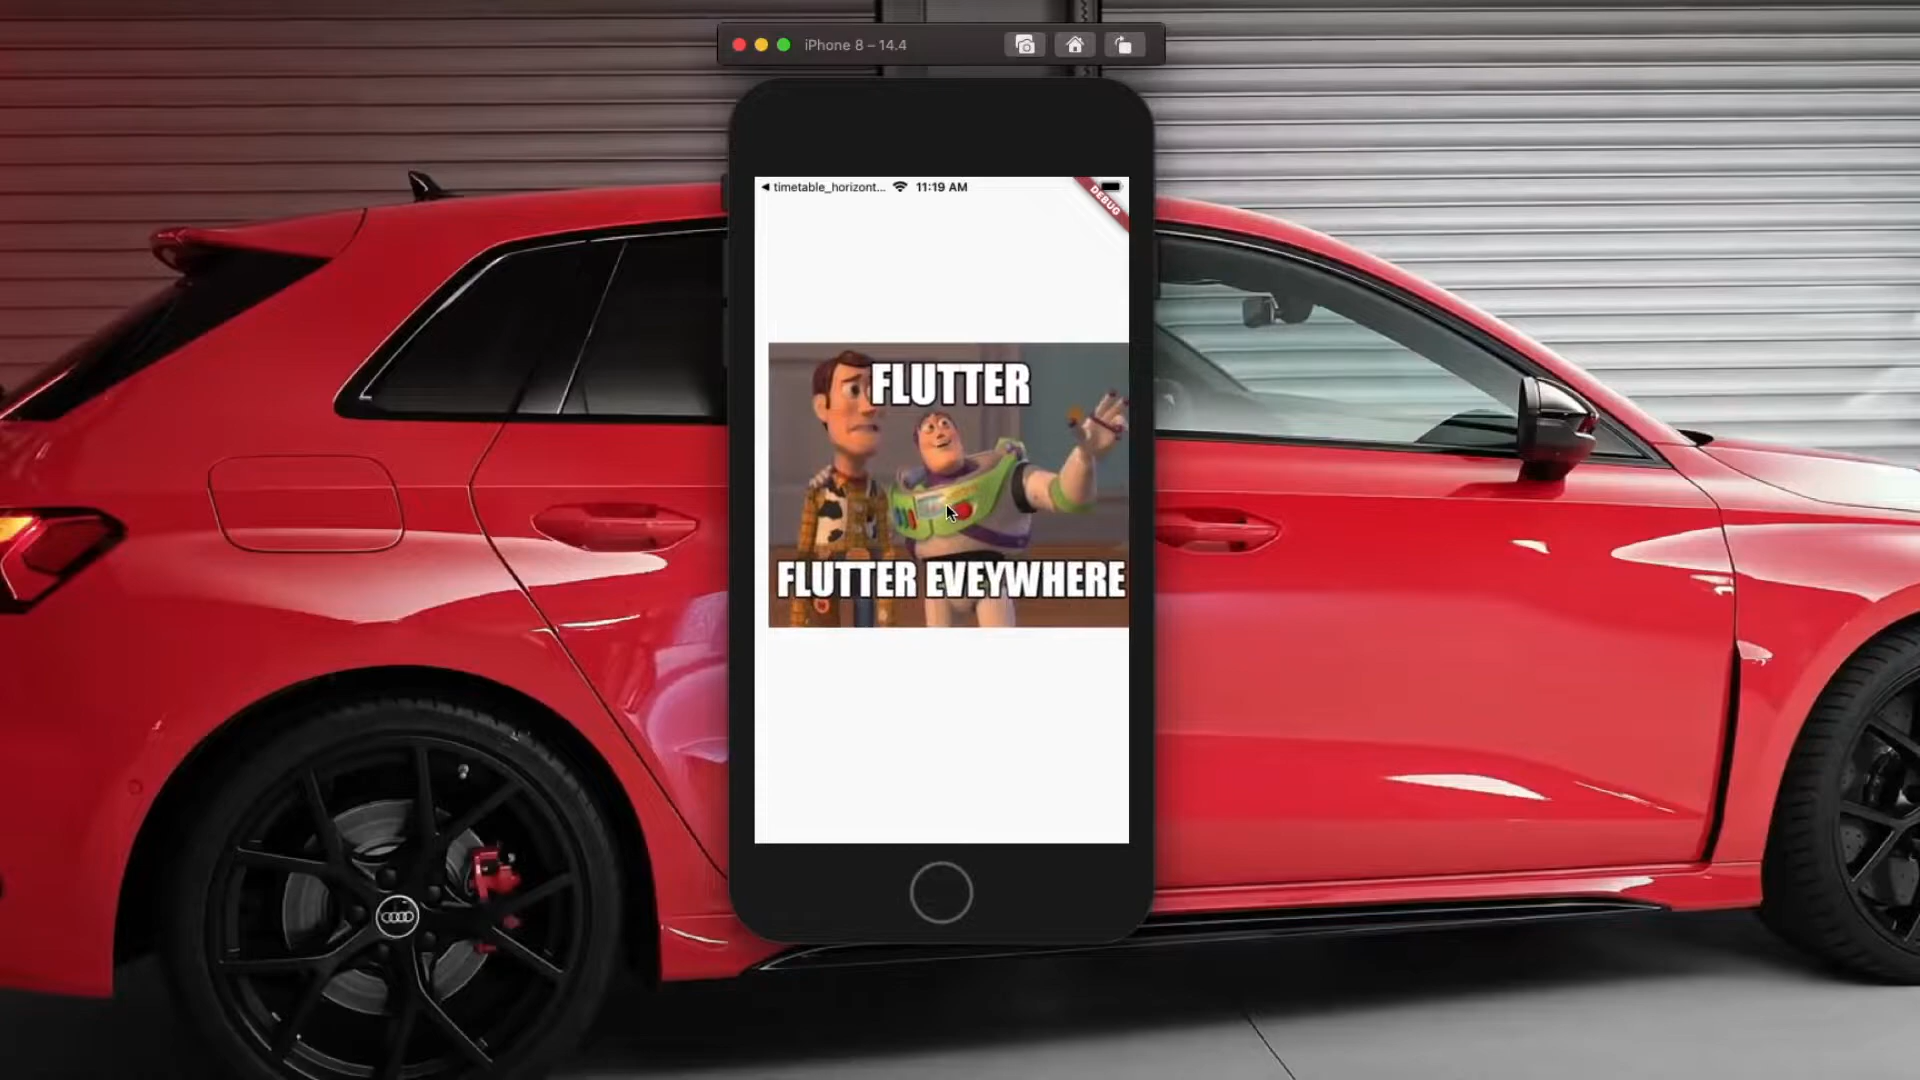 iPhone 8 – 14.4
◀ timetable_horizont... 11:19 AM
DEBUG
FLUTTER
FLUTTER EVEYWHERE